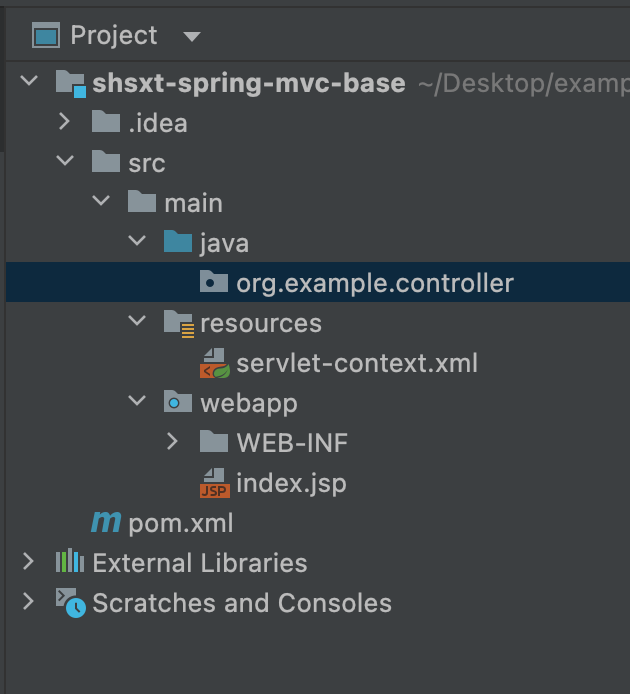 Project
shsxt-spring-mvc-base ~/Desktop/examp
.idea
src
main
java
org.example.controller
resources
servlet-context.xml
webapp
WEB-INF
JSP index.jsp
m pom.xml
External Libraries
Scratches and Consoles